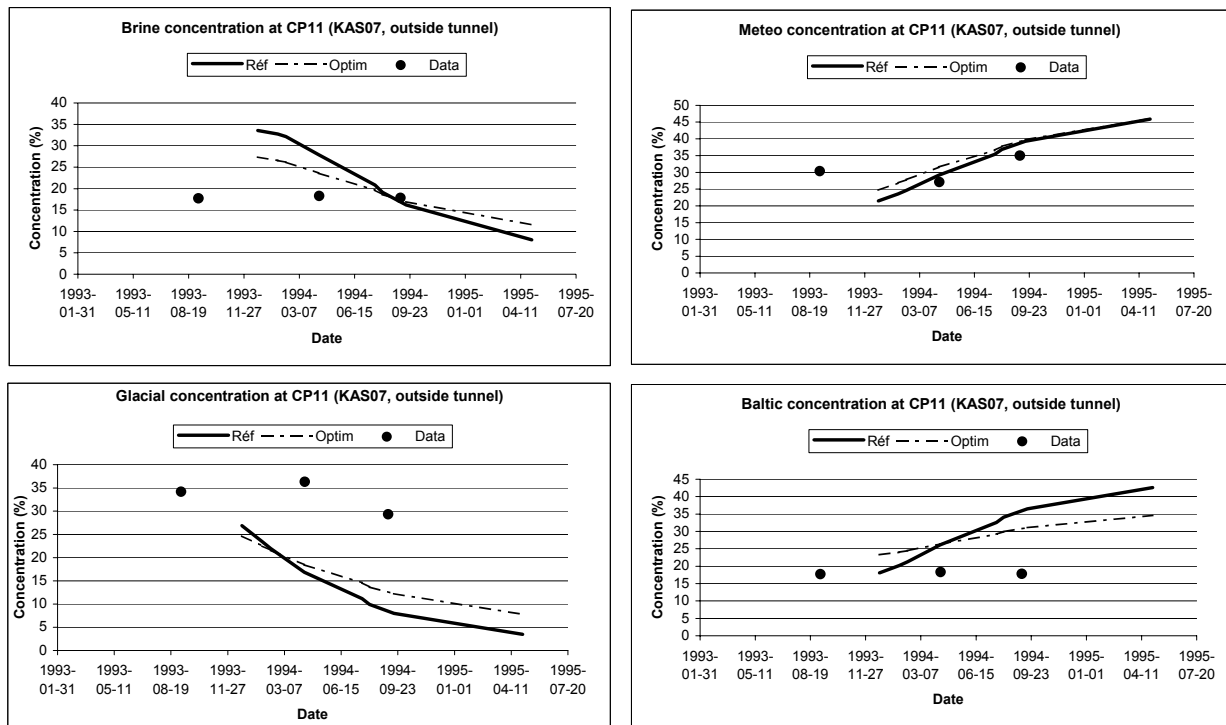 Brine concentration at CP11 (KAS07, outside tunnel)
Réf Optim Data
Concentration (%)
40
35
30
25
20
15
10
5
0
1993- 1993- 1993- 1993- 1994- 1994- 1994- 1995- 1995- 1995-
01-31 05-11 08-19 11-27 03-07 06-15 09-23 01-01 04-11 07-20
Date
Meteo concentration at CP11 (KAS07, outside tunnel)
Réf Optim Data
Concentration (%)
50
45
40
35
30
25
20
15
10
5
0
1993- 1993- 1993- 1993- 1994- 1994- 1994- 1995- 1995- 1995-
01-31 05-11 08-19 11-27 03-07 06-15 09-23 01-01 04-11 07-20
Date
Glacial concentration at CP11 (KAS07, outside tunnel)
Réf Optim Data
Concentration (%)
40
35
30
25
20
15
10
5
0
1993- 1993- 1993- 1993- 1994- 1994- 1994- 1995- 1995- 1995-
01-31 05-11 08-19 11-27 03-07 06-15 09-23 01-01 04-11 07-20
Date
Baltic concentration at CP11 (KAS07, outside tunnel)
Réf Optim Data
Concentration (%)
45
40
35
30
25
20
15
10
5
0
1993- 1993- 1993- 1993- 1994- 1994- 1994- 1995- 1995- 1995-
01-31 05-11 08-19 11-27 03-07 06-15 09-23 01-01 04-11 07-20
Date